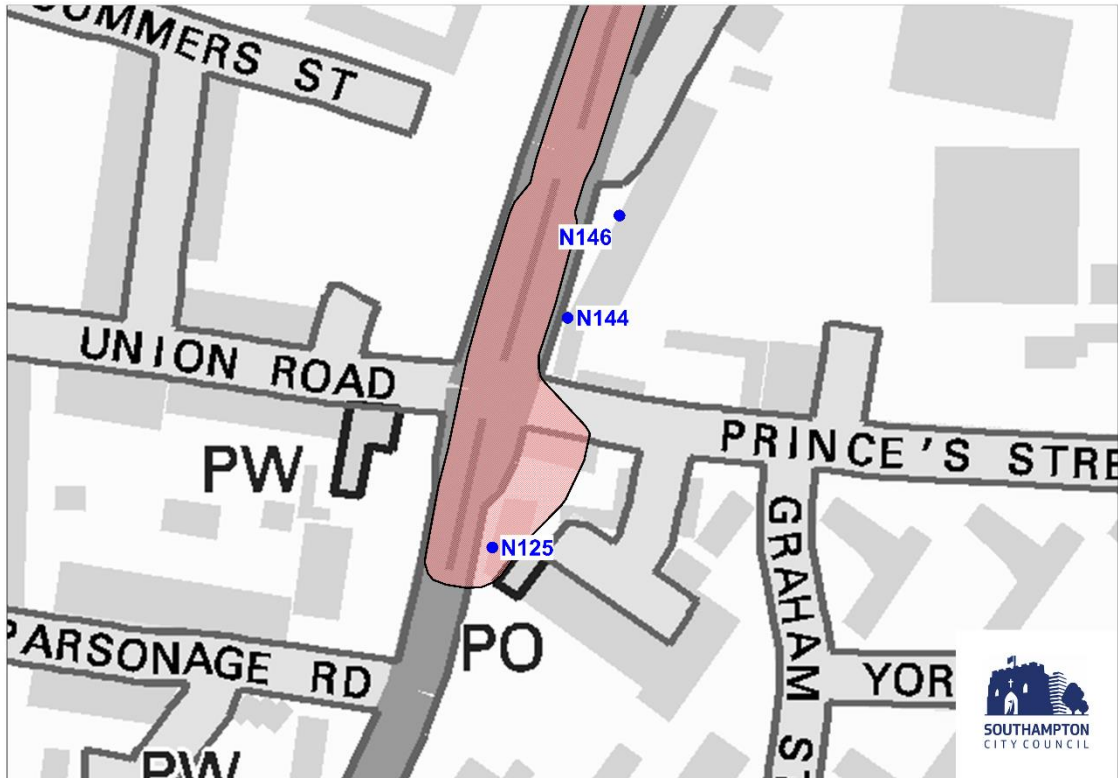 SUMMERS ST
N146
N144
UNION ROAD
PRINCE'S STRE
PW
GRAHAM ST
N125
PO
PARSONAGE RD
YOR
PW
SOUTHAMPTON
CITY COUNCIL